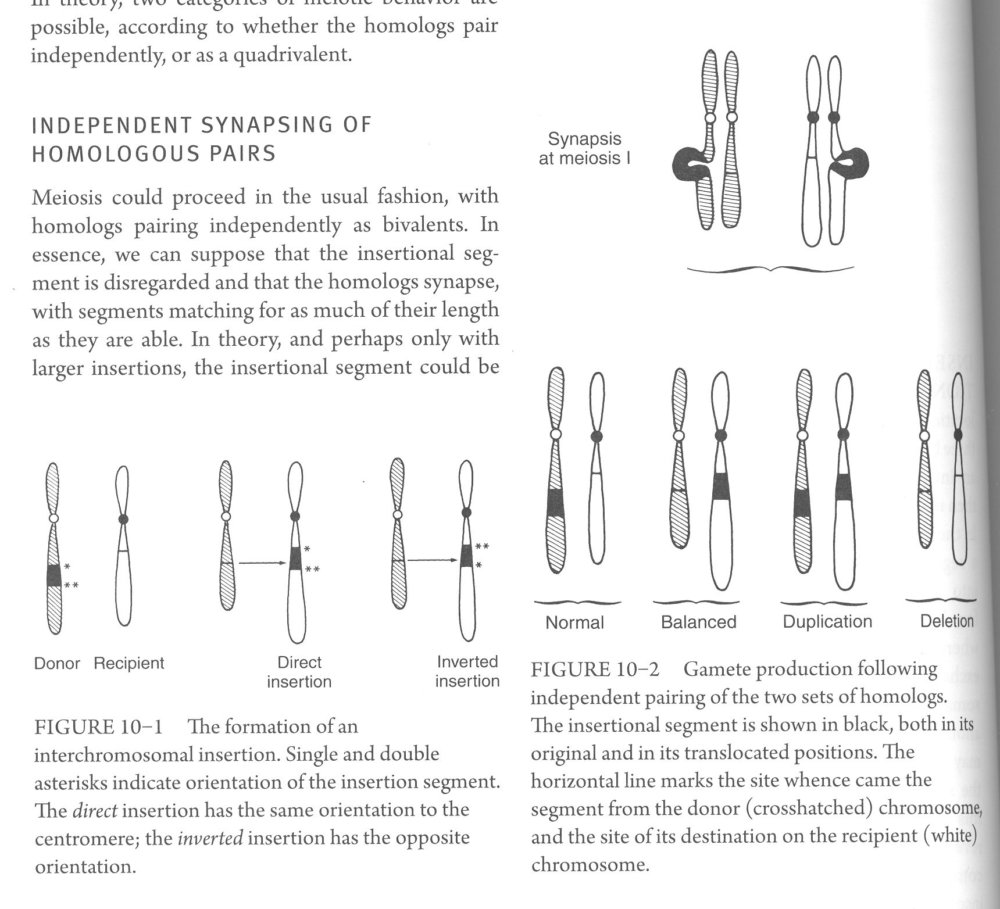 In theory, two categories of meiotic behavior are
possible, according to whether the homologs pair
independently, or as a quadrivalent.
INDEPENDENT SYNAPSING OF
HOMOLOGOUS PAIRS
Meiosis could proceed in the usual fashion, with
homologs pairing independently as bivalents. In
essence, we can suppose that the insertional seg-
ment is disregarded and that the homologs synapse,
with segments matching for as much of their length
as they are able. In theory, and perhaps only with
larger insertions, the insertional segment could be
* 
**
*
**
**
*
Donor Recipient
Direct
insertion
Inverted
insertion
FIGURE 10–1 The formation of an
interchromosomal insertion. Single and double
asterisks indicate orientation of the insertion segment.
The direct insertion has the same orientation to the
centromere; the inverted insertion has the opposite
orientation.
Synapsis
at meiosis I
Normal Balanced Duplication Deletion
FIGURE 10–2 Gamete production following
independent pairing of the two sets of homologs.
The insertional segment is shown in black, both in its
original and in its translocated positions. The
horizontal line marks the site whence came the
segment from the donor (crosshatched) chromosome,
and the site of its destination on the recipient (white)
chromosome.